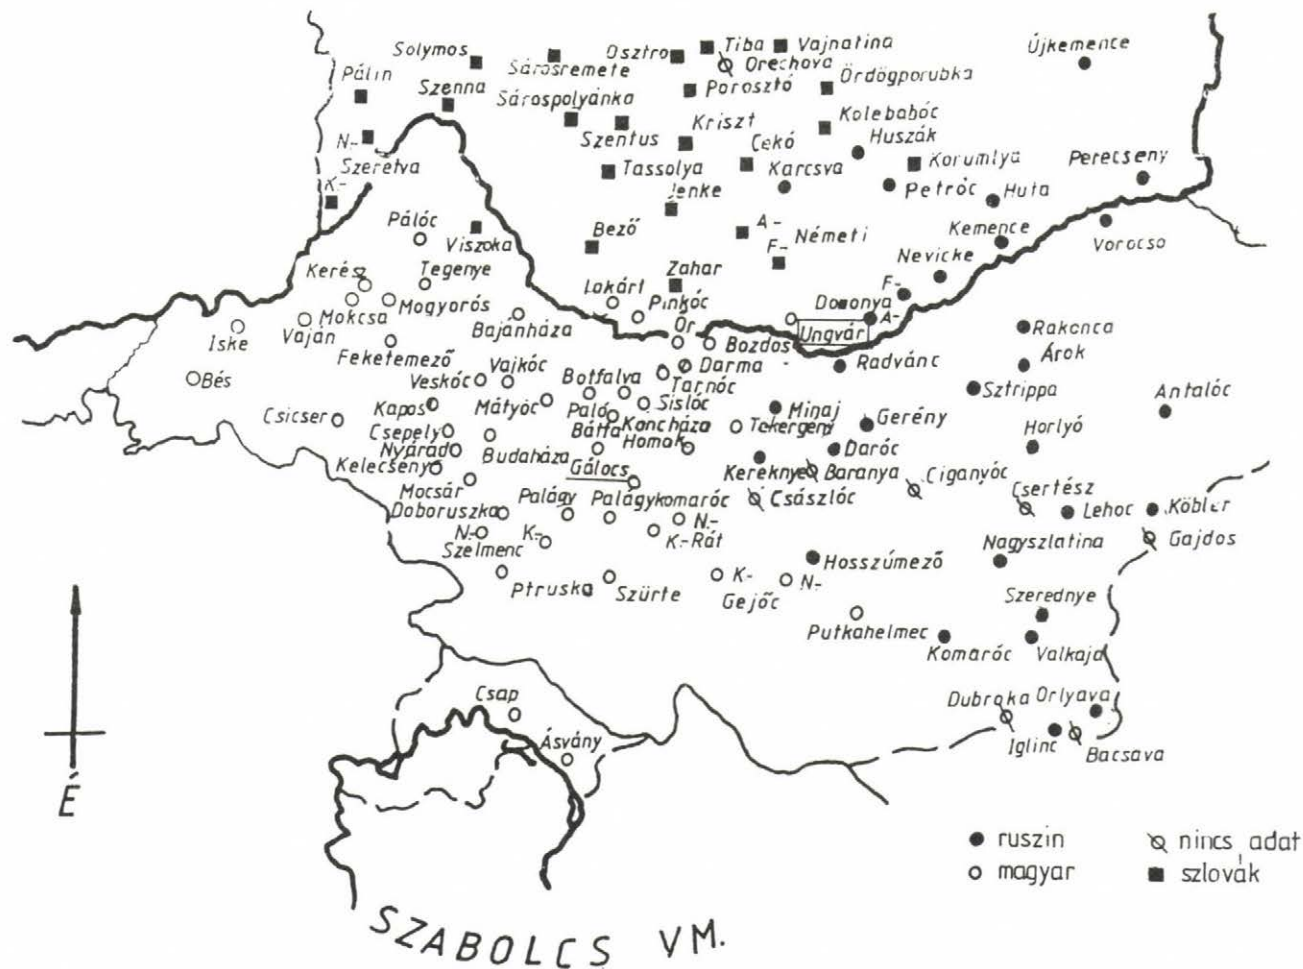 Solymos
Sárosremete
Osztro
Tiba
Vajnatina
Orechova
Újkemence
Pálin
Szenna
Sárospolyánka
Porosztó
Ördögporubka
N.-
Szeretva
K.-
Szentus
Kriszt
Kolebabóc
Huszák
Tassolya
Cekó
Karcsva
Korumlya
Perecseny
Jenke
Petróc
Huta
Pálóc
Viszoka
Bező
A.-
F.-
Németi
Kemence
Vorocso
Kerész
Tegenye
Zahar
Nevicke
Lakárt
Pinkóc
Domonya
F.-
A.-
Mokcsa
Mogyorós
Bajánháza
Ór
Ungvár
Iske
Vaján
Feketemező
Bozdos
Radvánc
Rakonca
Árok
Bés
Veskóc
Vajkóc
Botfalva
Darma
Tarnóc
Sztrippa
Antalóc
Csicser
Kapos
Mátyóc
Paló
Sislóc
Minaj
Gerény
Csepely
Bátfa
Koncháza
Tekergény
Horlyó
Nyárád
Budaháza
Homok
Daróc
Kelecsény
Gálocs
Kereknye
Baranya
Ciganyóc
Mocsár
Doboruszka
Palágy
Palágykomaróc
Császlóc
Csertész
Lehoc
Köbler
N.-
K.-
Szelmenc
N.-
K.-Rát
Gajdos
Nagyszlatina
Hosszúmező
Ptruska
Szürte
K.-
Gejőc
N.-
Szerednye
Putkahelmec
Komaróc
Valkaja
Csap
Dubroka
Orlyava
Ásvány
Iglinc
Bacsava
É
ruszin
magyar
nincs adat
szlovák
SZABOLCS VM.